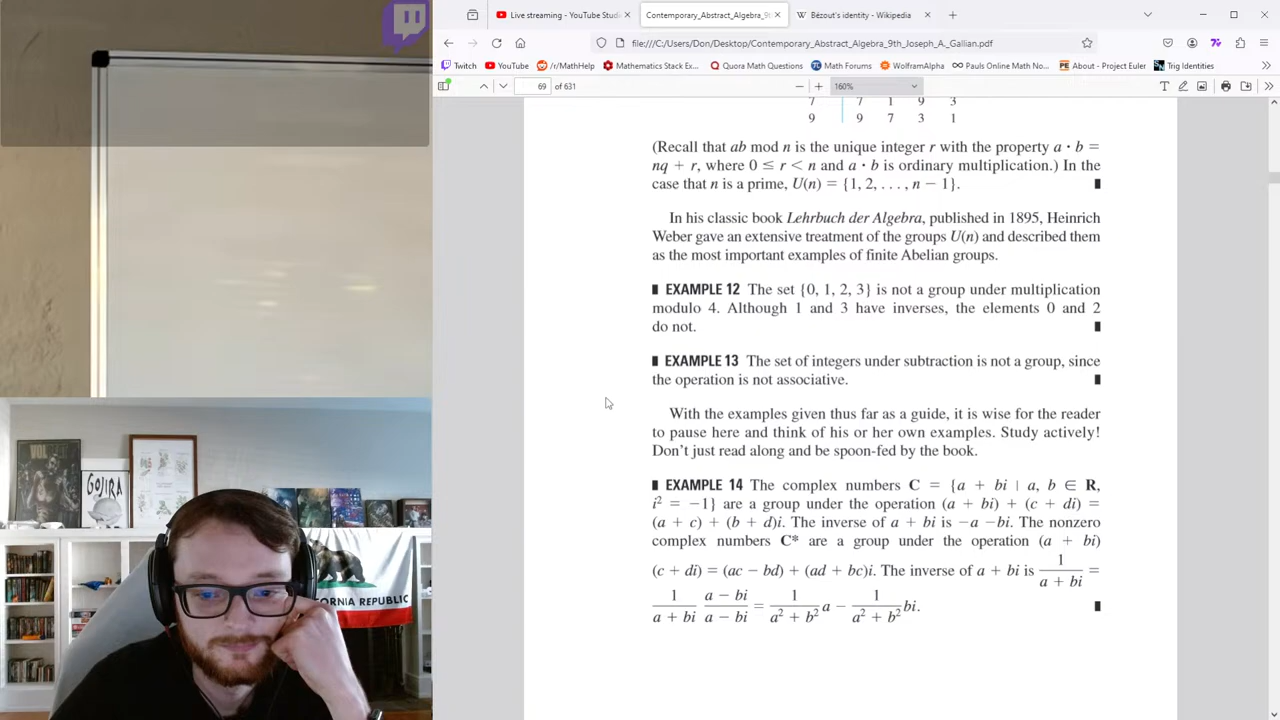 Live streaming - YouTube Studi
Contemporary_Abstract_Algebra_9t
Bézout's identity - Wikipedia
file:///C:/Users/Don/Desktop/Contemporary_Abstract_Algebra_9th_Joseph_A._Gallian.pdf
Twitch
YouTube
/r/MathHelp
Mathematics Stack Ex...
Quora Math Questions
Math Forums
WolframAlpha
Pauls Online Math No...
About - Project Euler
Trig Identities
69 of 631
160%
7 7 1 9 3
9 9 7 3 1
(Recall that ab mod n is the unique integer r with the property a · b =
nq + r, where 0 ≤ r < n and a · b is ordinary multiplication.) In the
case that n is a prime, U(n) = {1, 2, . . . , n − 1}.
In his classic book Lehrbuch der Algebra, published in 1895, Heinrich
Weber gave an extensive treatment of the groups U(n) and described them
as the most important examples of finite Abelian groups.
EXAMPLE 12 The set {0, 1, 2, 3} is not a group under multiplication
modulo 4. Although 1 and 3 have inverses, the elements 0 and 2
do not.
EXAMPLE 13 The set of integers under subtraction is not a group, since
the operation is not associative.
With the examples given thus far as a guide, it is wise for the reader
to pause here and think of his or her own examples. Study actively!
Don't just read along and be spoon-fed by the book.
EXAMPLE 14 The complex numbers C = {a + bi | a, b ∈ R,
i² = −1} are a group under the operation (a + bi) + (c + di) =
(a + c) + (b + d)i. The inverse of a + bi is −a −bi. The nonzero
complex numbers C* are a group under the operation (a + bi)
(c + di) = (ac − bd) + (ad + bc)i. The inverse of a + bi is 1/(a + bi) =
1/(a + bi) (a − bi)/(a − bi) = 1/(a² + b²) a − 1/(a² + b²) bi.
VOL
GOJIRA
FORNIA REPUBLIC